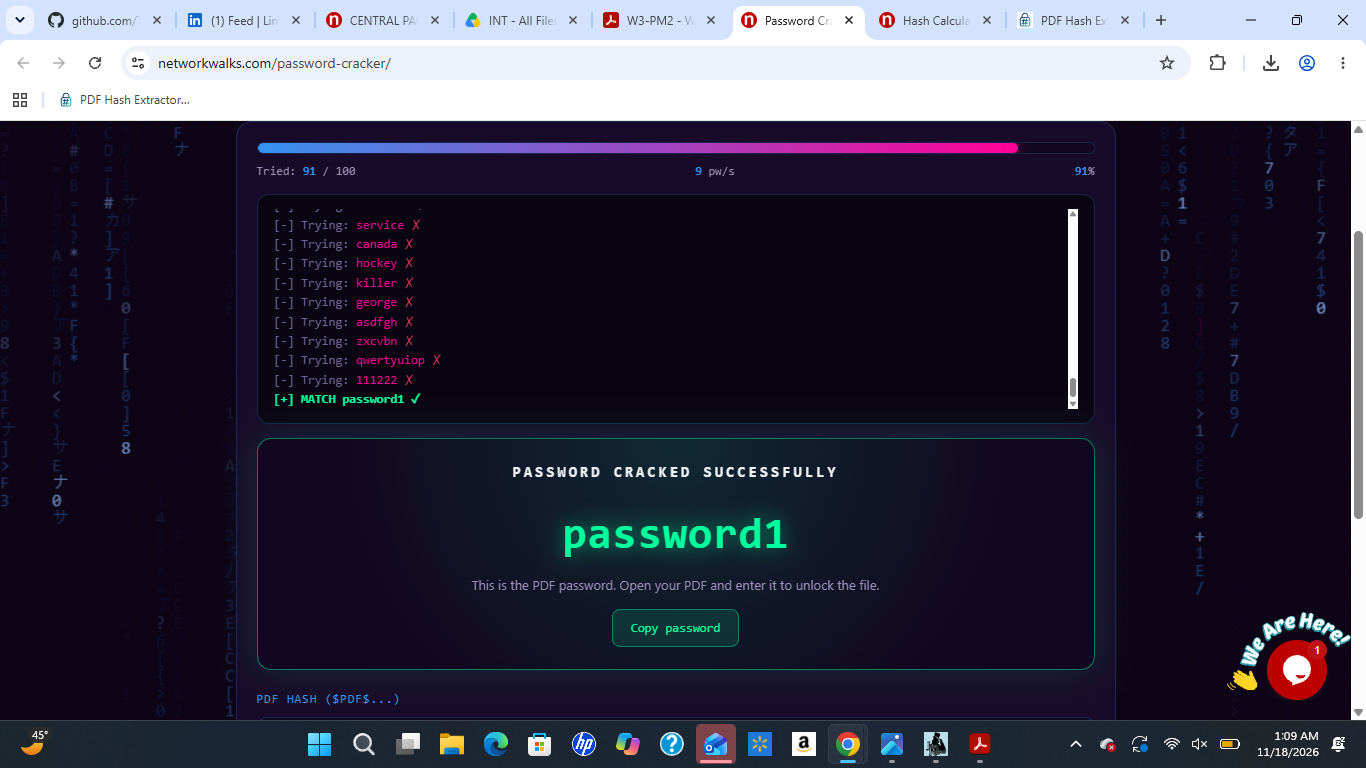 github.com/
(1) Feed | Lin
CENTRAL PA
INT - All File
W3-PM2 - W
Password Cr
Hash Calcula
PDF Hash Ex
networkwalks.com/password-cracker/
PDF Hash Extractor...
Tried: 91 / 100
9 pw/s
91%
[-] Trying: service ✗
[-] Trying: canada ✗
[-] Trying: hockey ✗
[-] Trying: killer ✗
[-] Trying: george ✗
[-] Trying: asdfgh ✗
[-] Trying: zxcvbn ✗
[-] Trying: qwertyuiop ✗
[-] Trying: 111222 ✗
[+] MATCH password1 ✓
PASSWORD CRACKED SUCCESSFULLY
password1
This is the PDF password. Open your PDF and enter it to unlock the file.
Copy password
PDF HASH ($PDF$...)
We Are Here!
1
45°
1:09 AM
11/18/2026